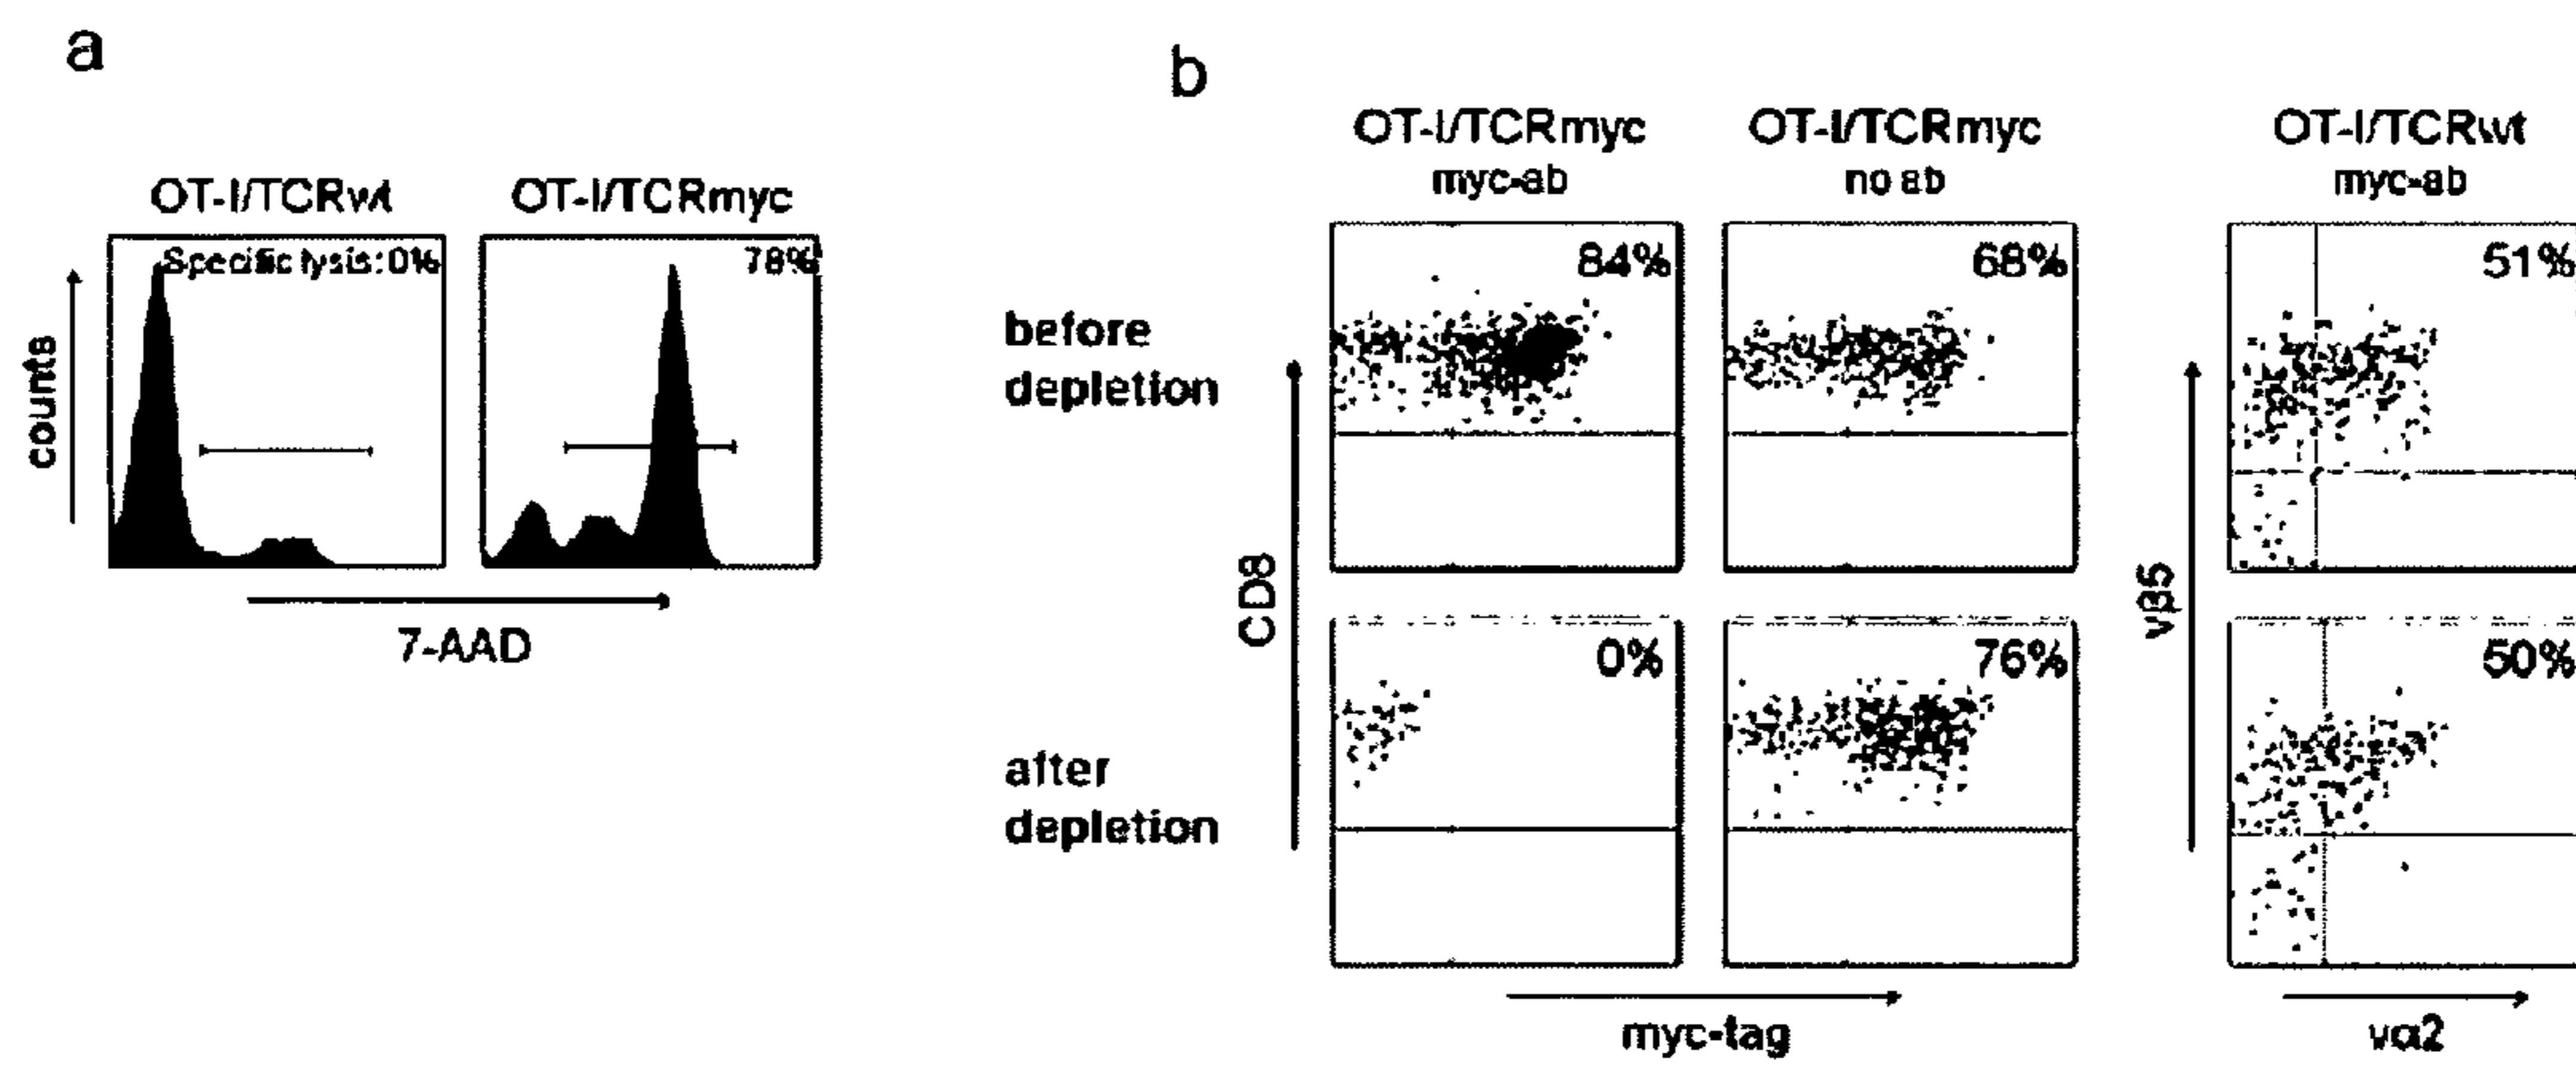 a
OT-I/TCRwt
OT-I/TCRmyc
Specific lysis: 0%
78%
counts
7-AAD
b
OT-I/TCRmyc
myc-ab
OT-I/TCRmyc
no ab
OT-I/TCRwt
myc-ab
before
depletion
84%
68%
51%
CD8
vβ5
after
depletion
0%
76%
50%
myc-tag
vα2